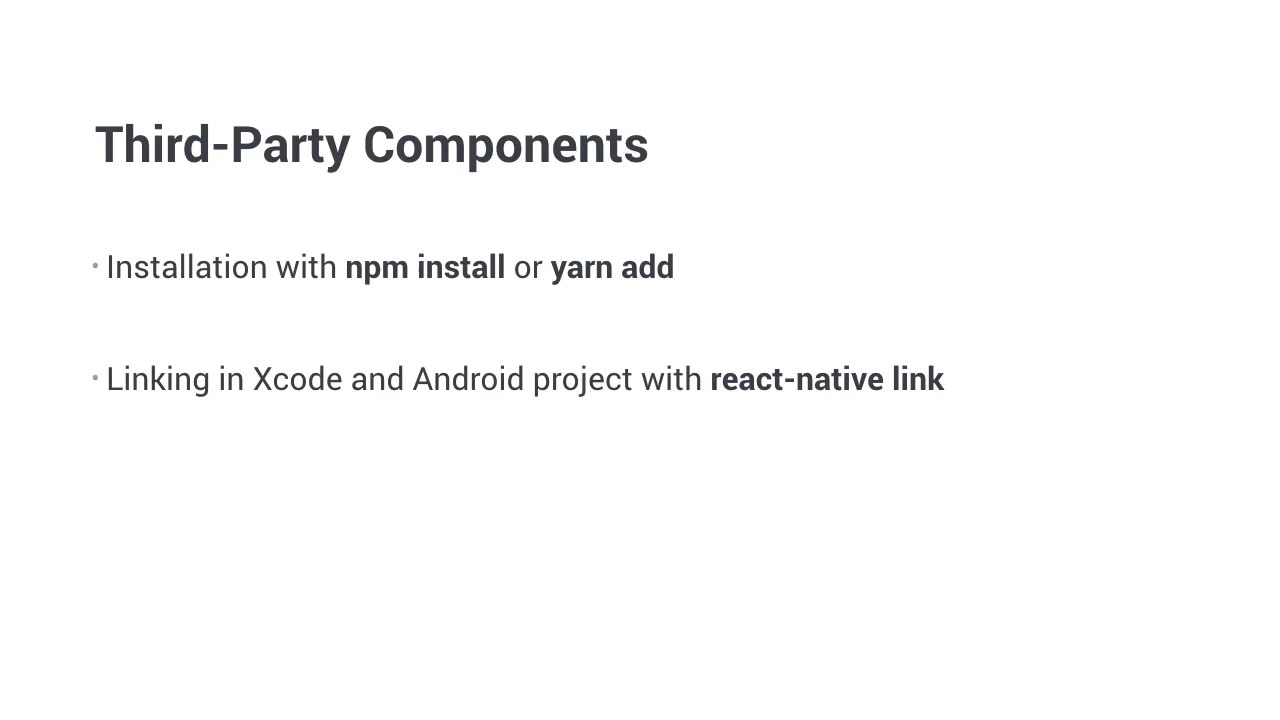 Third-Party Components
• Installation with npm install or yarn add
• Linking in Xcode and Android project with react-native link